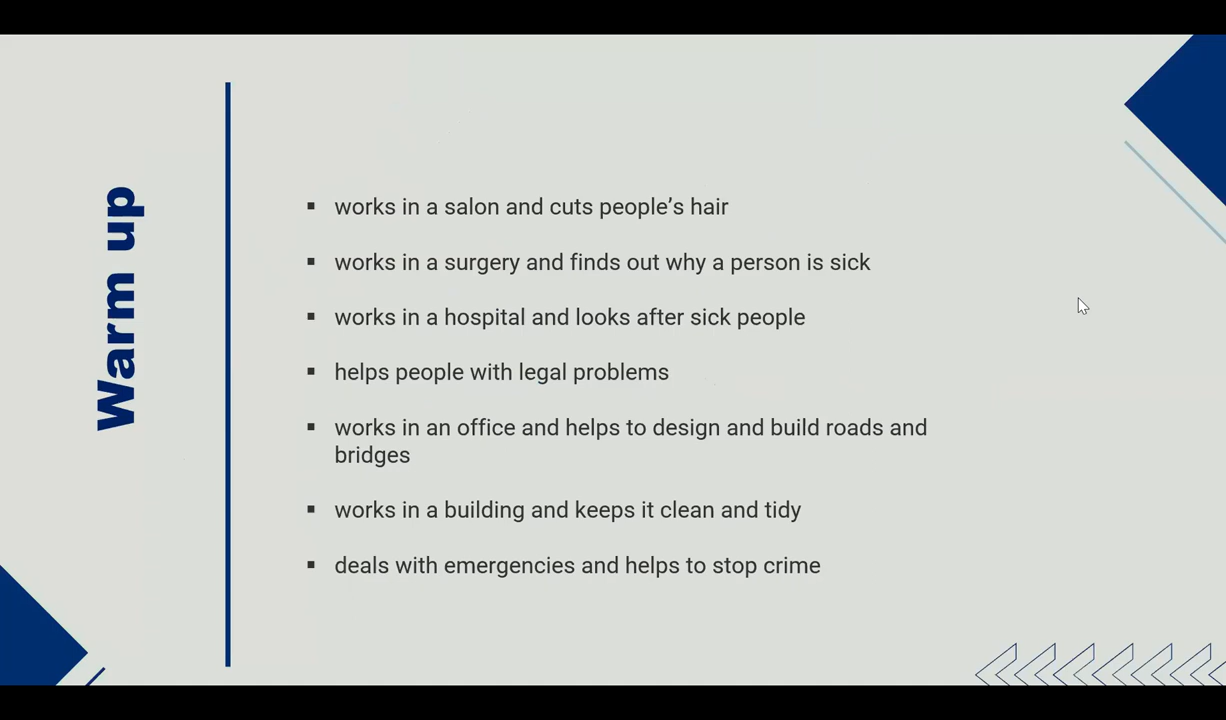 Warm up
▪ works in a salon and cuts people’s hair
▪ works in a surgery and finds out why a person is sick
▪ works in a hospital and looks after sick people
▪ helps people with legal problems
▪ works in an office and helps to design and build roads and
bridges
▪ works in a building and keeps it clean and tidy
▪ deals with emergencies and helps to stop crime